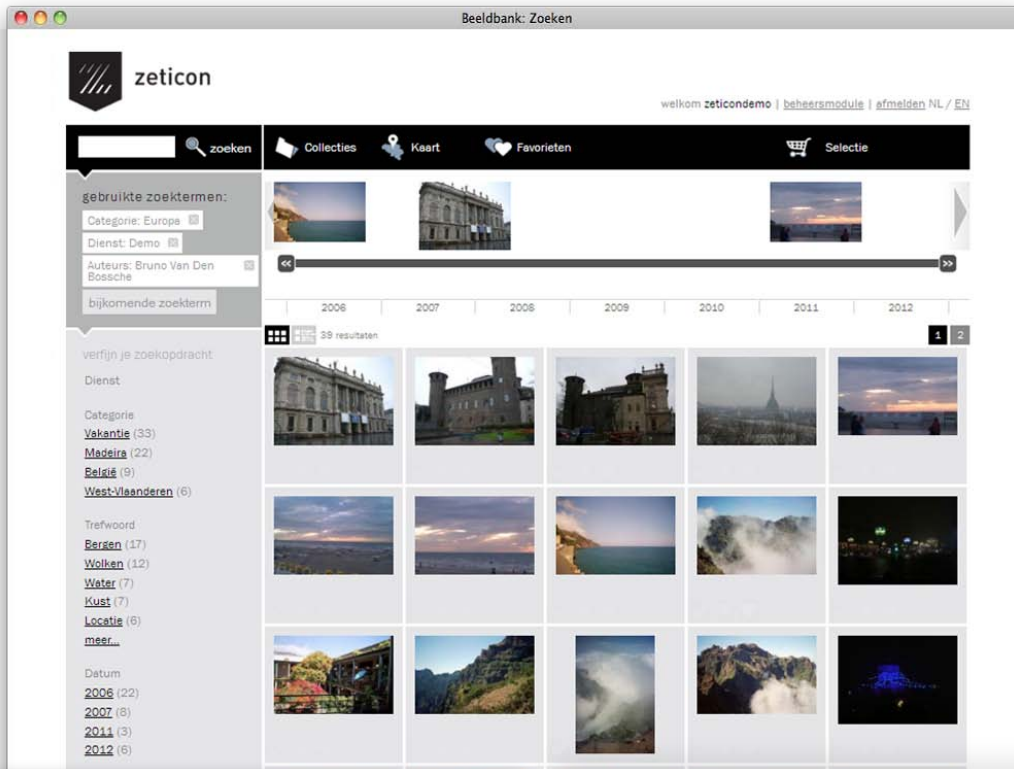 Beeldbank: Zoeken
zeticon
welkom zeticondemo | beheersmodule | afmelden NL / EN
zoeken
Collecties
Kaart
Favorieten
Selectie
gebruikte zoektermen:
Categorie: Europa
Dienst: Demo
Auteurs: Bruno Van Den
Bossche
bijkomende zoekterm
2006 2007 2008 2009 2010 2011 2012
39 resultaten
1 2
verfijn je zoekopdracht
Dienst
Categorie
Vakantie (33)
Madeira (22)
België (9)
West-Vlaanderen (6)
Trefwoord
Bergen (17)
Wolken (12)
Water (7)
Kust (7)
Locatie (6)
meer...
Datum
2006 (22)
2007 (8)
2011 (3)
2012 (6)